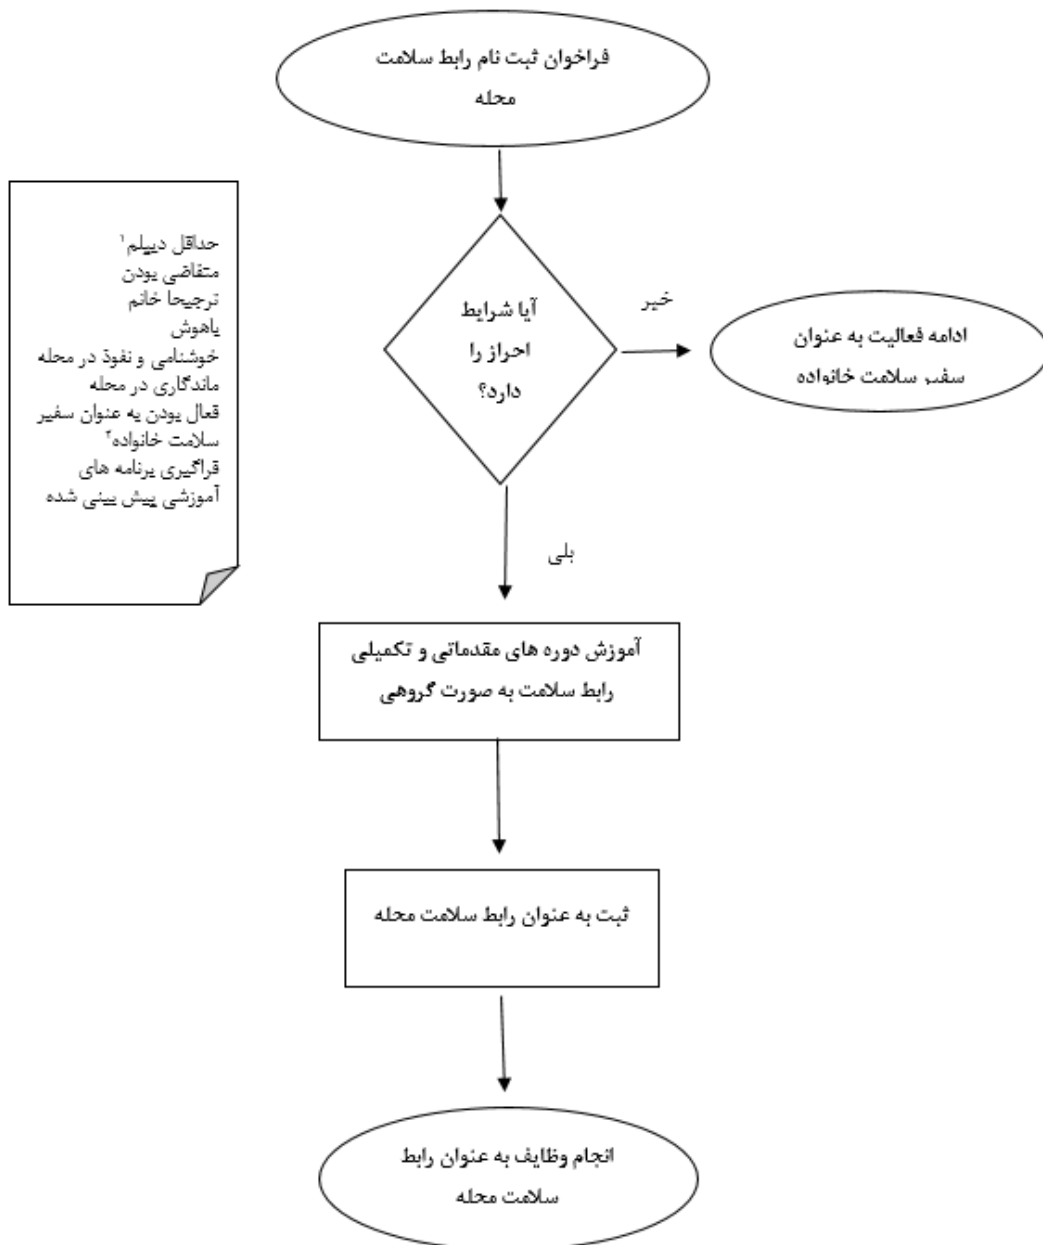 فراخوان ثبت نام رابط سلامت
محله
حداقل دیپلم۱
متقاضی بودن
ترجیحا خانم
باهوش
خوشنامی و نفوذ در محله
ماندگاری در محله
فعال بودن به عنوان سفیر
سلامت خانواده۲
فراگیری برنامه های
آموزشی پیش بینی شده
آیا شرایط
احراز را
دارد؟
خیر
ادامه فعالیت به عنوان
سفیر سلامت خانواده
بلی
آموزش دوره های مقدماتی و تکمیلی
رابط سلامت به صورت گروهی
ثبت به عنوان رابط سلامت محله
انجام وظایف به عنوان رابط
سلامت محله